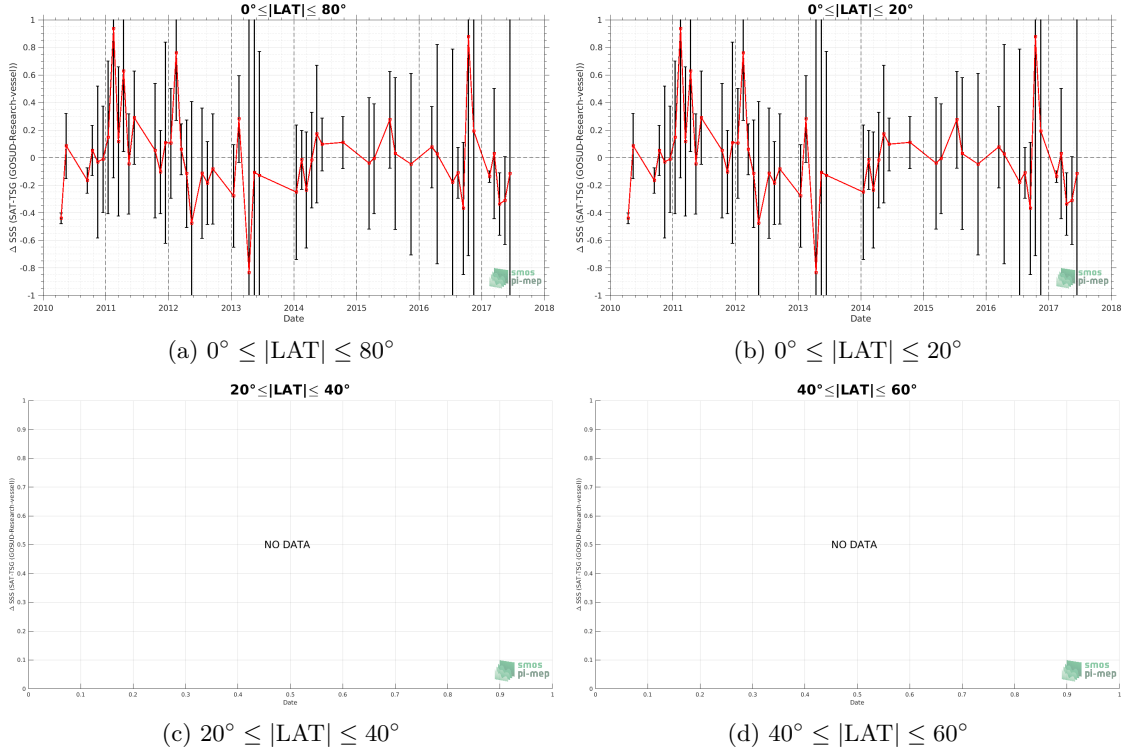 0°≤|LAT|≤ 80°
Δ SSS (SAT-TSG (GOSUD-Research-vessel))
1
0.8
0.6
0.4
0.2
0
-0.2
-0.4
-0.6
-0.8
-1
2010 2011 2012 2013 2014 2015 2016 2017 2018
Date
smos
pi-mep
(a) 0° ≤ |LAT| ≤ 80°
0°≤|LAT|≤ 20°
Δ SSS (SAT-TSG (GOSUD-Research-vessel))
1
0.8
0.6
0.4
0.2
0
-0.2
-0.4
-0.6
-0.8
-1
2010 2011 2012 2013 2014 2015 2016 2017 2018
Date
smos
pi-mep
(b) 0° ≤ |LAT| ≤ 20°
20°≤|LAT|≤ 40°
Δ SSS (SAT-TSG (GOSUD-Research-vessel))
1
0.9
0.8
0.7
0.6
0.5
0.4
0.3
0.2
0.1
0
NO DATA
0 0.1 0.2 0.3 0.4 0.5 0.6 0.7 0.8 0.9 1
Date
smos
pi-mep
(c) 20° ≤ |LAT| ≤ 40°
40°≤|LAT|≤ 60°
Δ SSS (SAT-TSG (GOSUD-Research-vessel))
1
0.9
0.8
0.7
0.6
0.5
0.4
0.3
0.2
0.1
0
NO DATA
0 0.1 0.2 0.3 0.4 0.5 0.6 0.7 0.8 0.9 1
Date
smos
pi-mep
(d) 40° ≤ |LAT| ≤ 60°